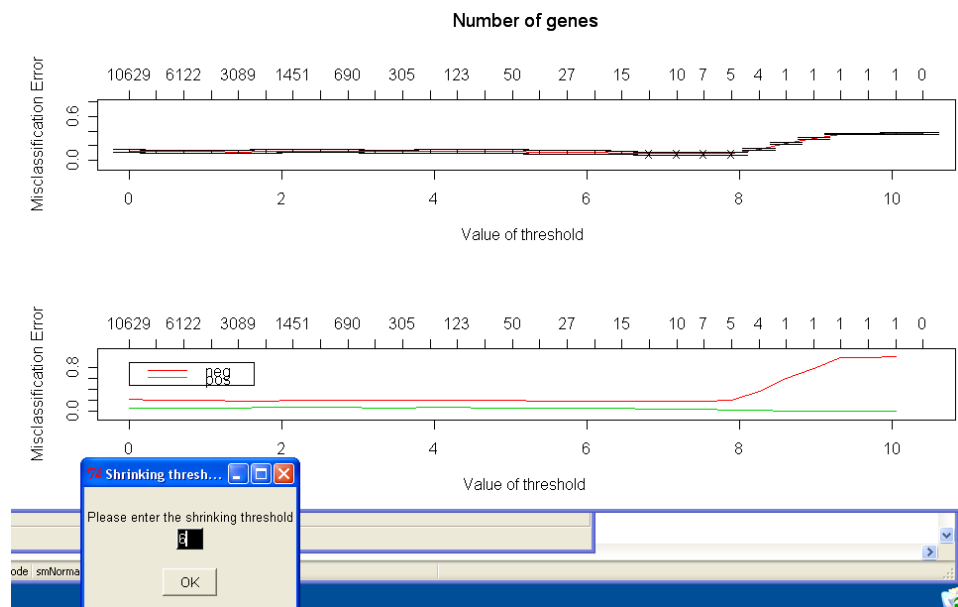 Number of genes
10629 6122 3089 1451 690 305 123 50 27 15 10 7 5 4 1 1 1 1 1 0
Misclassification Error
0.0 0.6
0 2 4 6 8 10
Value of threshold
10629 6122 3089 1451 690 305 123 50 27 15 10 7 5 4 1 1 1 1 1 0
Misclassification Error
0.0 0.8
neg
pos
0 2 4 6 8 10
Value of threshold
Shrinking thresh...
Please enter the shrinking threshold
6
OK
ode smNorma